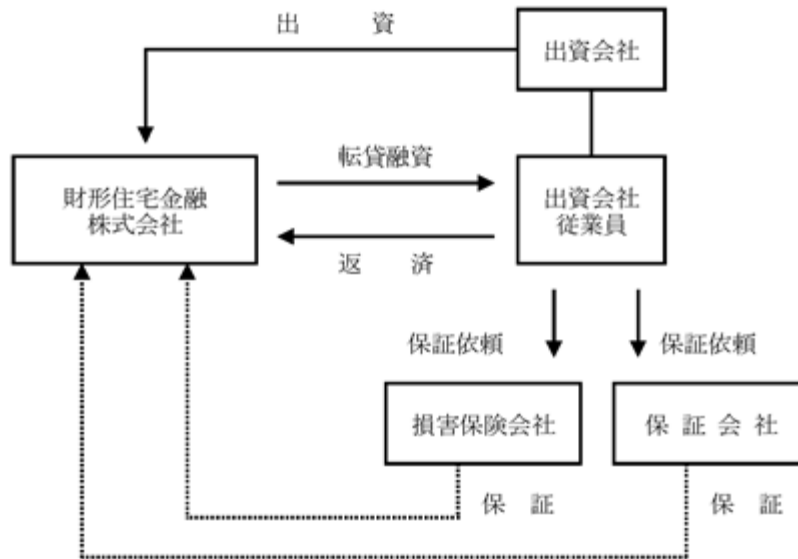 出 資
出資会社
転貸融資
財形住宅金融
株式会社
出資会社
従業員
返 済
保証依頼
保証依頼
損害保険会社
保 証 会 社
保 証
保 証